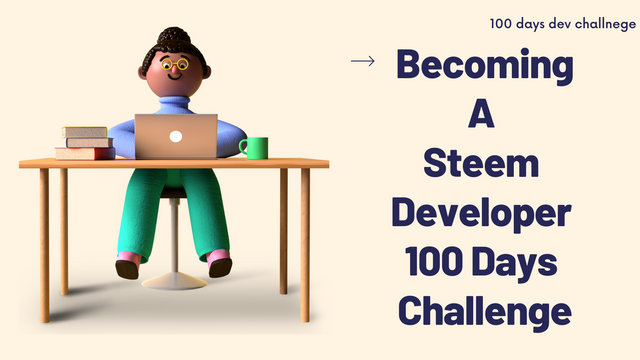 100 days dev challnege
Becoming
A
Steem
Developer
100 Days
Challenge